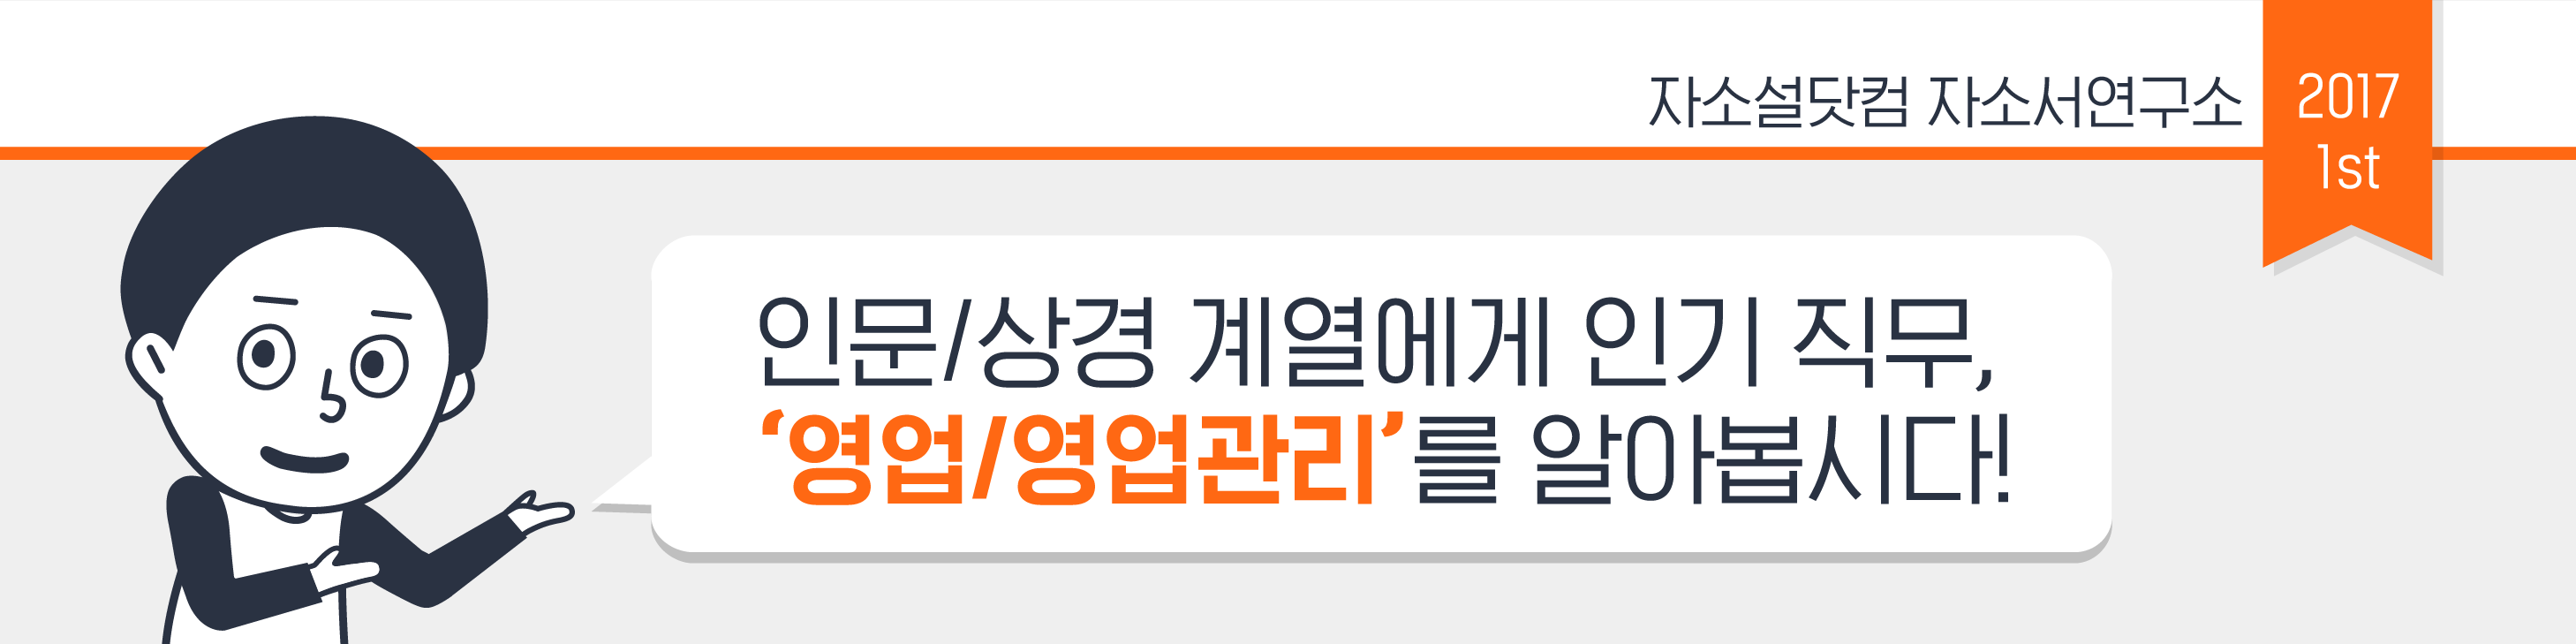 자소설닷컴 자소서연구소
2017
1st
인문/상경 계열에게 인기 직무,
‘영업/영업관리’를 알아봅시다!